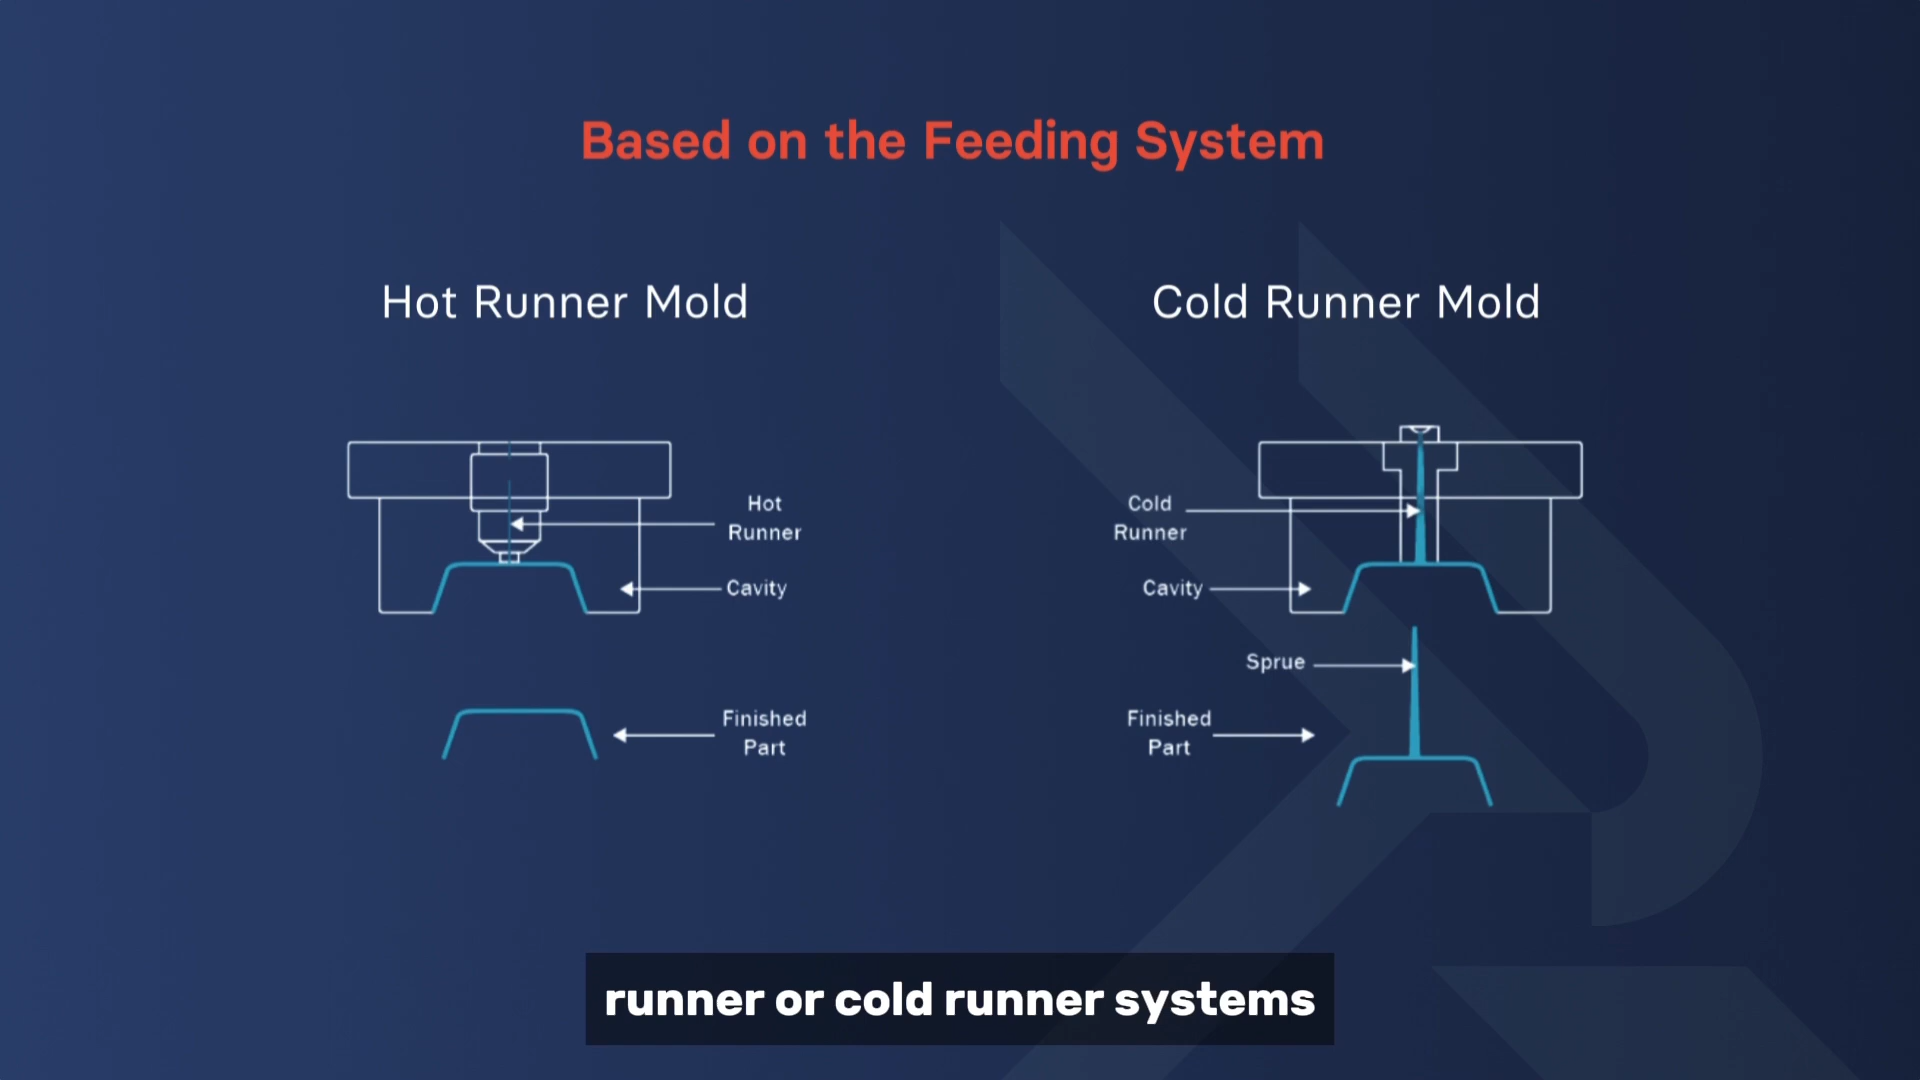 Based on the Feeding System
Hot Runner Mold
Hot
Runner
Cavity
Finished
Part
Cold Runner Mold
Cold
Runner
Cavity
Sprue
Finished
Part
runner or cold runner systems